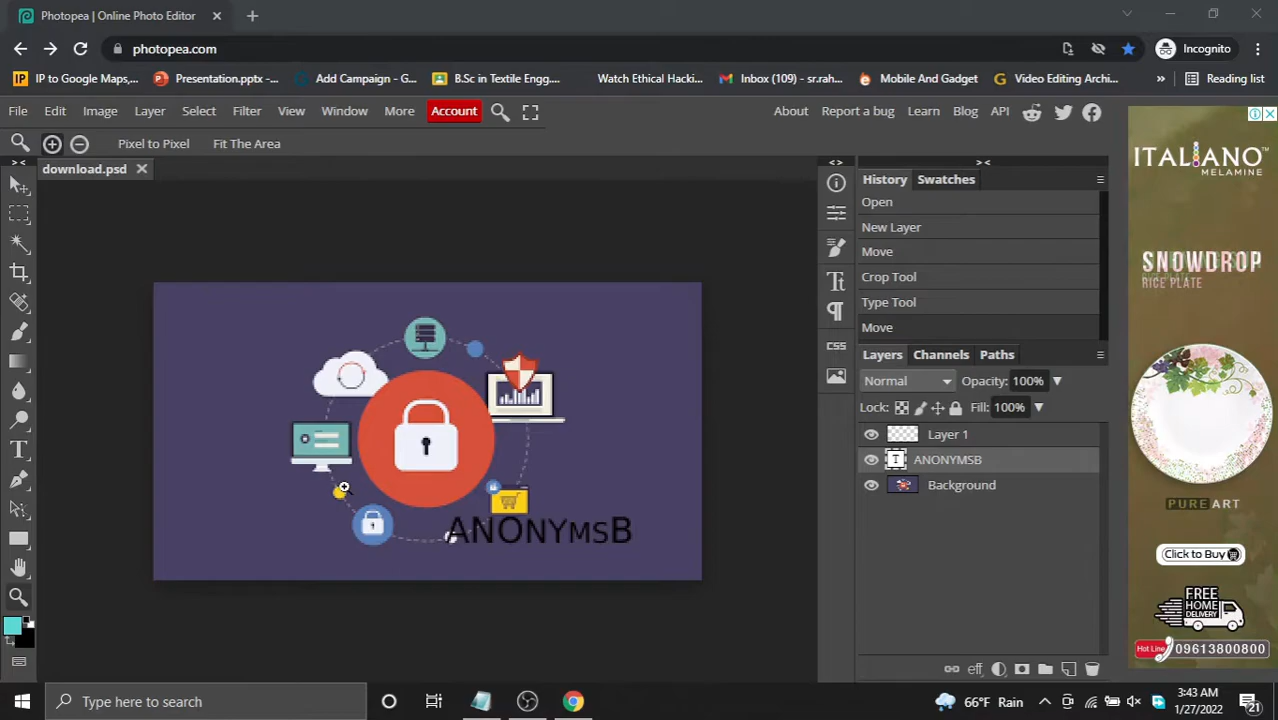 Photopea | Online Photo Editor
photopea.com
Incognito
IP to Google Maps,...
Presentation.pptx -...
Add Campaign - G...
B.Sc in Textile Engg....
Watch Ethical Hacki...
Inbox (109) - sr.rah...
Mobile And Gadget
Video Editing Archi...
»
Reading list
File Edit Image Layer Select Filter View Window More Account
About Report a bug Learn Blog API
Pixel to Pixel Fit The Area
download.psd
History Swatches
Open
New Layer
Move
Crop Tool
Type Tool
Move
Layers Channels Paths
Normal Opacity: 100%
Lock: Fill: 100%
Layer 1
ANONYMSB
Background
eff
CSS
ANONYMSB
ITALIANO™
MELAMINE
SNOWDROP
RICE PLATE
PURE ART
Click to Buy
FREE
HOME
DELIVERY
Hot Line 09613800800
Type here to search
66°F Rain
3:43 AM
1/27/2022
21